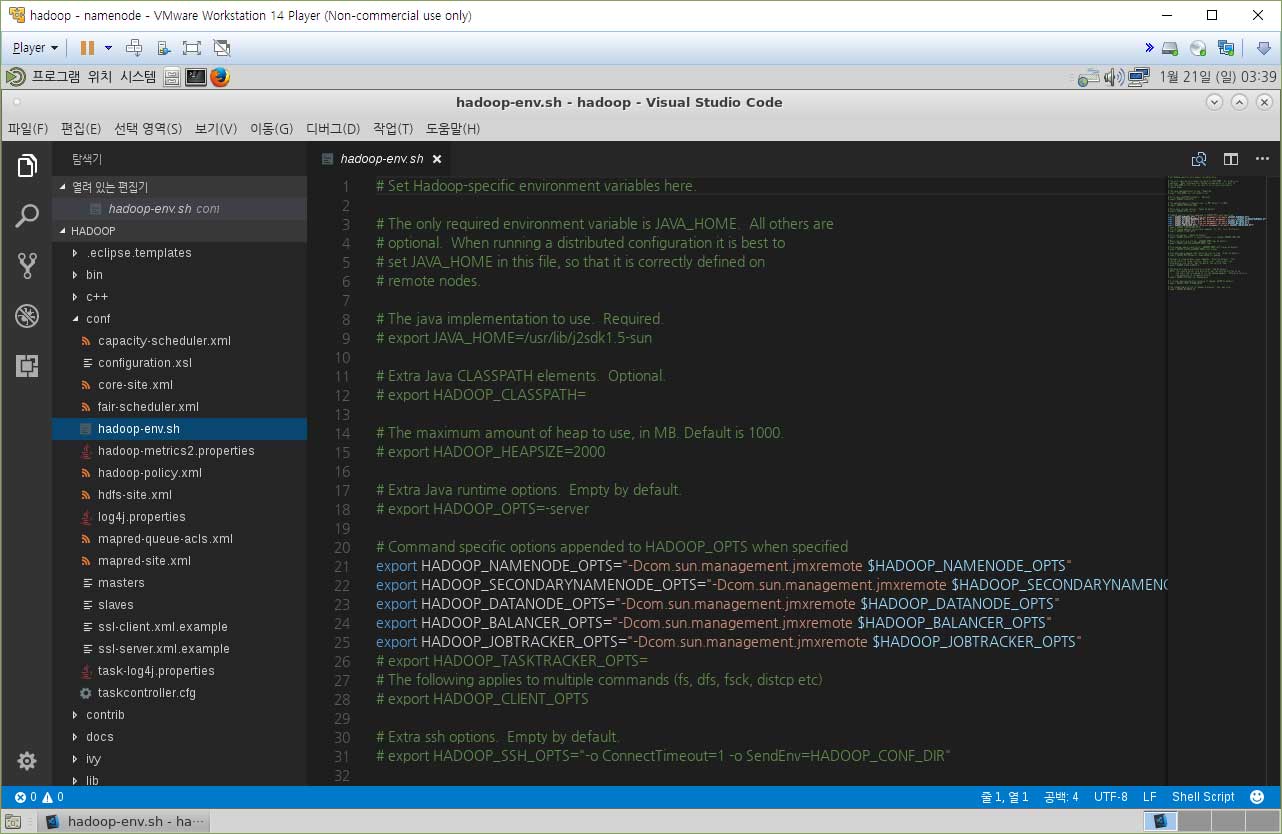 hadoop - namenode - VMware Workstation 14 Player (Non-commercial use only)
Player
프로그램 위치 시스템
1월 21일 (일) 03:39
hadoop-env.sh - hadoop - Visual Studio Code
파일(F) 편집(E) 선택 영역(S) 보기(V) 이동(G) 디버그(D) 작업(T) 도움말(H)
탐색기
열려 있는 편집기
hadoop-env.sh conf
HADOOP
.eclipse.templates
bin
c++
conf
capacity-scheduler.xml
configuration.xsl
core-site.xml
fair-scheduler.xml
hadoop-env.sh
hadoop-metrics2.properties
hadoop-policy.xml
hdfs-site.xml
log4j.properties
mapred-queue-acls.xml
mapred-site.xml
masters
slaves
ssl-client.xml.example
ssl-server.xml.example
task-log4j.properties
taskcontroller.cfg
contrib
docs
ivy
lib
hadoop-env.sh
1 # Set Hadoop-specific environment variables here.
2
3 # The only required environment variable is JAVA_HOME.  All others are
4 # optional.  When running a distributed configuration it is best to
5 # set JAVA_HOME in this file, so that it is correctly defined on
6 # remote nodes.
7
8 # The java implementation to use.  Required.
9 # export JAVA_HOME=/usr/lib/j2sdk1.5-sun
10
11 # Extra Java CLASSPATH elements.  Optional.
12 # export HADOOP_CLASSPATH=
13
14 # The maximum amount of heap to use, in MB. Default is 1000.
15 # export HADOOP_HEAPSIZE=2000
16
17 # Extra Java runtime options.  Empty by default.
18 # export HADOOP_OPTS=-server
19
20 # Command specific options appended to HADOOP_OPTS when specified
21 export HADOOP_NAMENODE_OPTS="-Dcom.sun.management.jmxremote $HADOOP_NAMENODE_OPTS"
22 export HADOOP_SECONDARYNAMENODE_OPTS="-Dcom.sun.management.jmxremote $HADOOP_SECONDARYNAMENO
23 export HADOOP_DATANODE_OPTS="-Dcom.sun.management.jmxremote $HADOOP_DATANODE_OPTS"
24 export HADOOP_BALANCER_OPTS="-Dcom.sun.management.jmxremote $HADOOP_BALANCER_OPTS"
25 export HADOOP_JOBTRACKER_OPTS="-Dcom.sun.management.jmxremote $HADOOP_JOBTRACKER_OPTS"
26 # export HADOOP_TASKTRACKER_OPTS=
27 # The following applies to multiple commands (fs, dfs, fsck, distcp etc)
28 # export HADOOP_CLIENT_OPTS
29
30 # Extra ssh options.  Empty by default.
31 # export HADOOP_SSH_OPTS="-o ConnectTimeout=1 -o SendEnv=HADOOP_CONF_DIR"
32
0 0
줄 1, 열 1 공백: 4 UTF-8 LF Shell Script
hadoop-env.sh - ha…